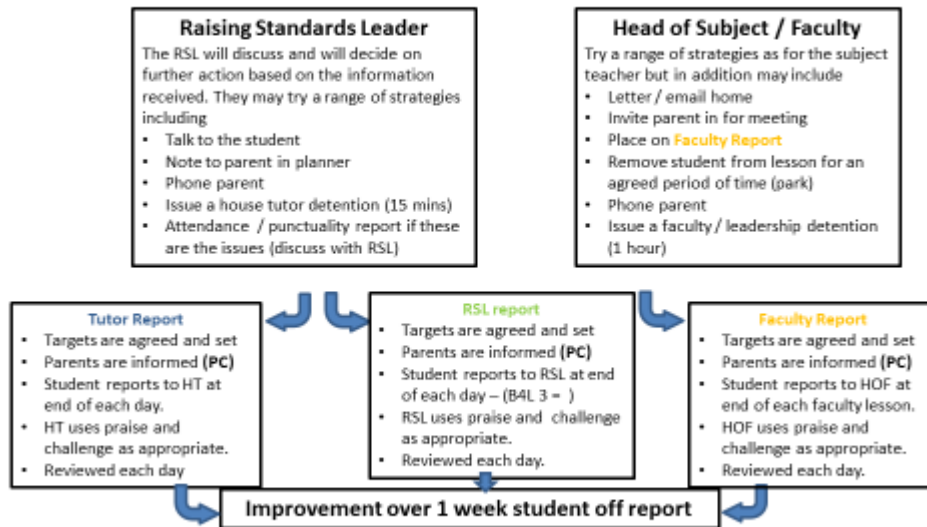 Raising Standards Leader
The RSL will discuss and will decide on
further action based on the information
received. They may try a range of strategies
including
• Talk to the student
• Note to parent in planner
• Phone parent
• Issue a house tutor detention (15 mins)
• Attendance / punctuality report if these
are the issues (discuss with RSL)
Head of Subject / Faculty
Try a range of strategies as for the subject
teacher but in addition may include
• Letter / email home
• Invite parent in for meeting
• Place on Faculty Report
• Remove student from lesson for an
agreed period of time (park)
• Phone parent
• Issue a faculty / leadership detention
(1 hour)
Tutor Report
• Targets are agreed and set
• Parents are informed (PC)
• Student reports to HT at
end of each day.
• HT uses praise and
challenge as appropriate.
• Reviewed each day
RSL report
• Targets are agreed and set
• Parents are informed (PC)
• Student reports to RSL at end
of each day – (B4L 3 = )
• RSL uses praise and challenge
as appropriate.
• Reviewed each day.
Faculty Report
• Targets are agreed and set
• Parents are informed (PC)
• Student reports to HOF at
end of each faculty lesson.
• HOF uses praise and
challenge as appropriate.
• Reviewed each day.
Improvement over 1 week student off report